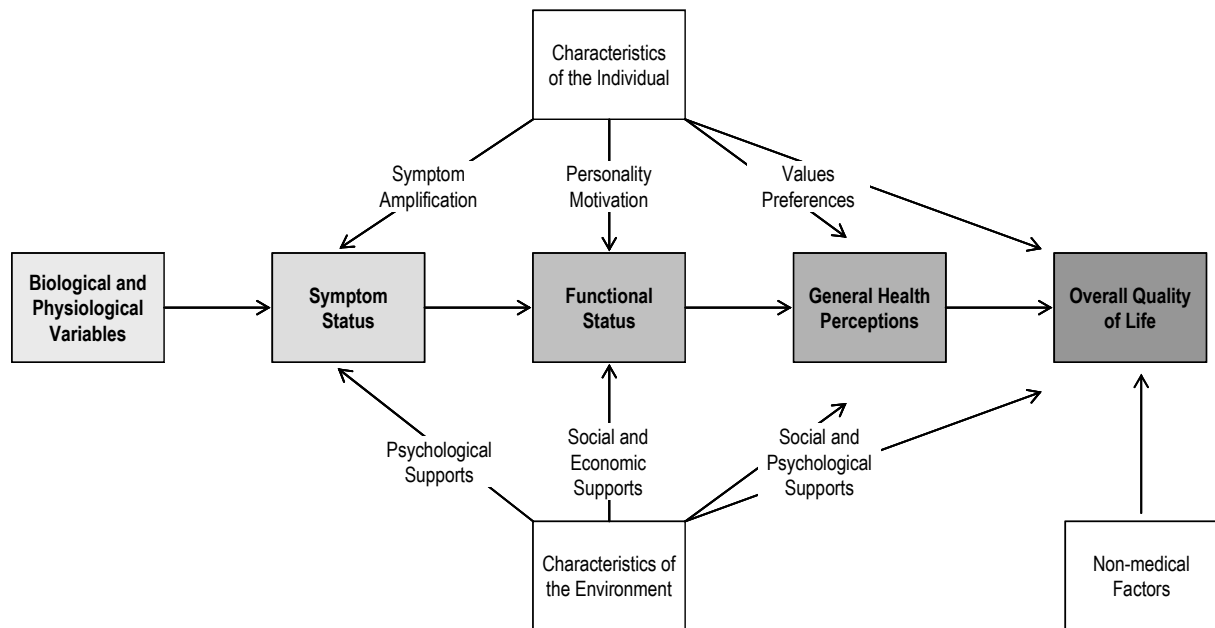 Characteristics
of the Individual
Symptom
Amplification
Personality
Motivation
Values
Preferences
Biological and
Physiological
Variables
Symptom
Status
Functional
Status
General Health
Perceptions
Overall Quality
of Life
Psychological
Supports
Social and
Economic
Supports
Social and
Psychological
Supports
Characteristics of
the Environment
Non-medical
Factors